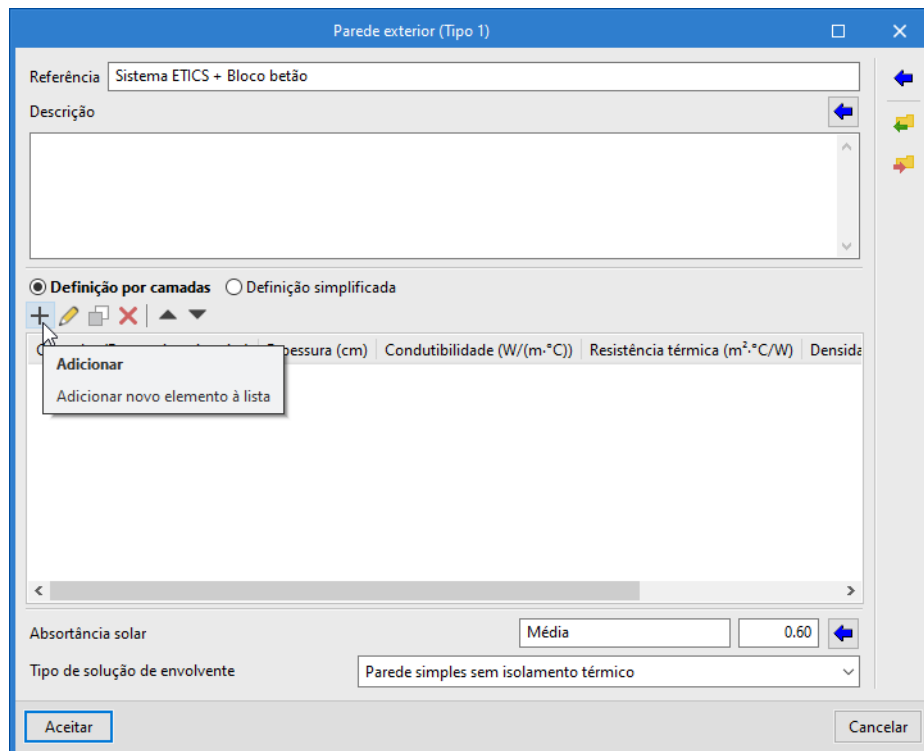 Parede exterior (Tipo 1)
Referência Sistema ETICS + Bloco betão
Descrição
Definição por camadas Definição simplificada
(cm) Condutibilidade (W/(m·°C)) Resistência térmica (m²·°C/W)
Adicionar
Adicionar novo elemento à lista
Absortância solar Média 0.60
Tipo de solução de envolvente Parede simples sem isolamento térmico
Aceitar Cancelar